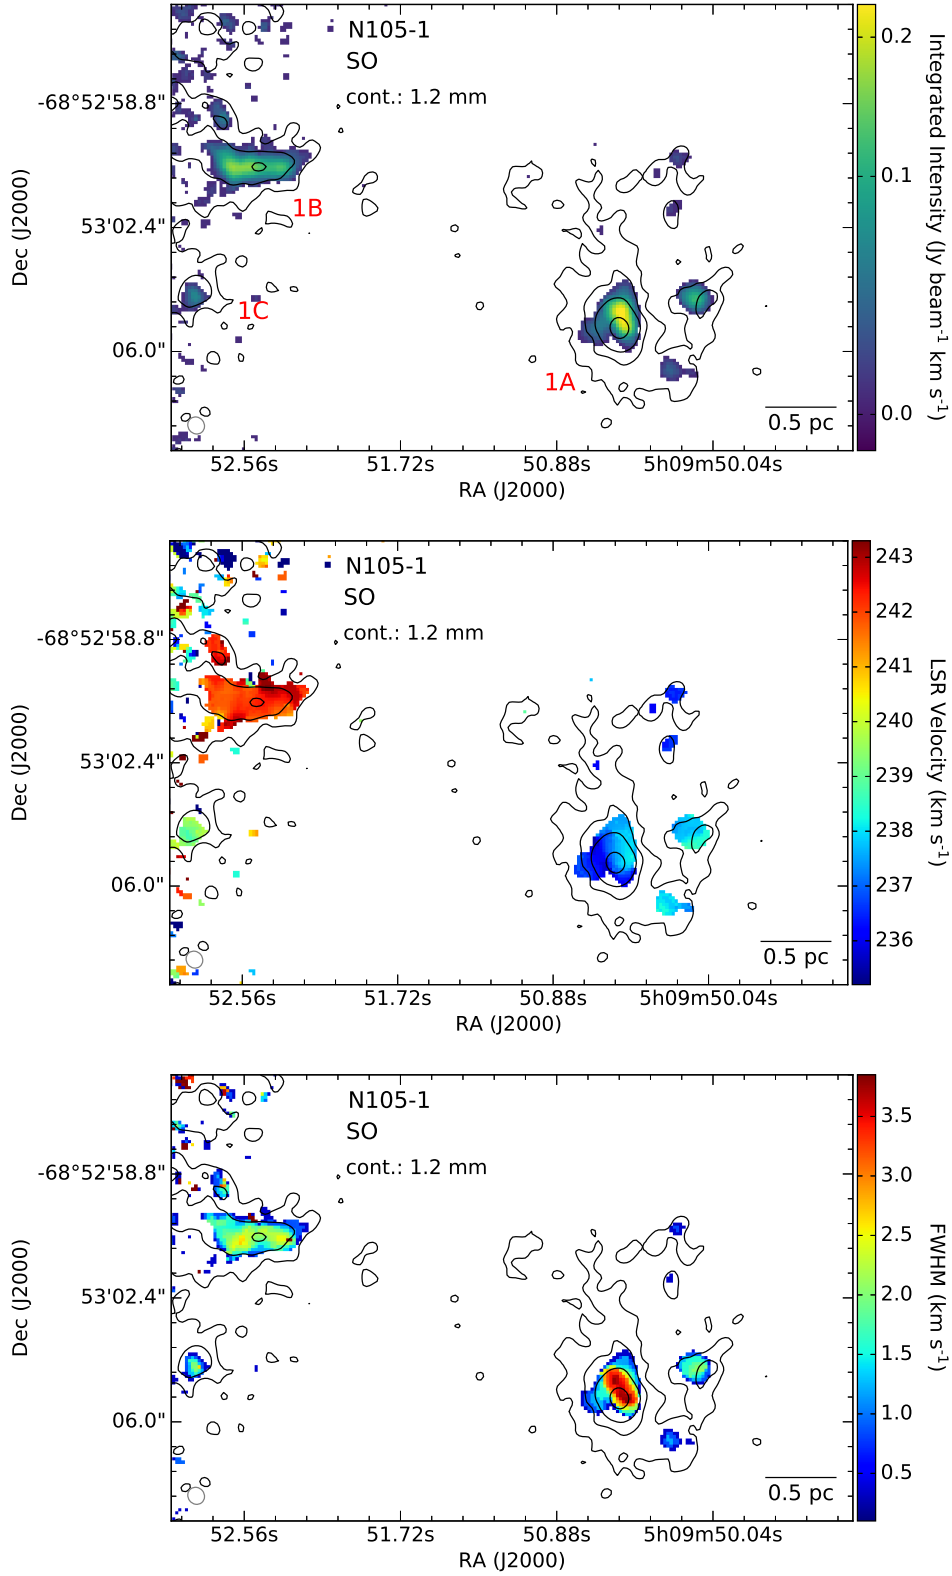 N105-1
SO
cont.: 1.2 mm
-68°52'58.8"
53'02.4"
06.0"
Dec (J2000)
1B
1C
1A
0.5 pc
52.56s 51.72s 50.88s 5h09m50.04s
RA (J2000)
0.2
0.1
0.0
Integrated Intensity (Jy beam⁻¹ km s⁻¹)
N105-1
SO
cont.: 1.2 mm
-68°52'58.8"
53'02.4"
06.0"
Dec (J2000)
0.5 pc
52.56s 51.72s 50.88s 5h09m50.04s
RA (J2000)
243
242
241
240
239
238
237
236
LSR Velocity (km s⁻¹)
N105-1
SO
cont.: 1.2 mm
-68°52'58.8"
53'02.4"
06.0"
Dec (J2000)
0.5 pc
52.56s 51.72s 50.88s 5h09m50.04s
RA (J2000)
3.5
3.0
2.5
2.0
1.5
1.0
0.5
FWHM (km s⁻¹)